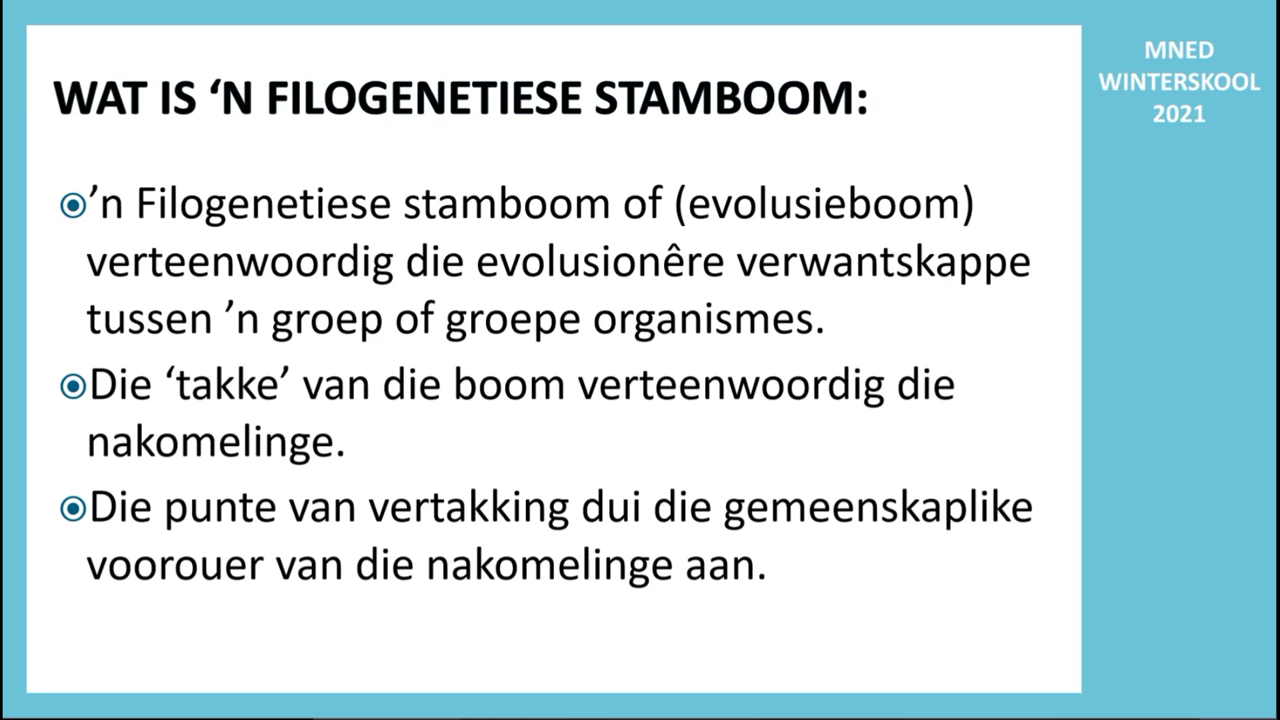 WAT IS ‘N FILOGENETIESE STAMBOOM:
’n Filogenetiese stamboom of (evolusieboom)
verteenwoordig die evolusionêre verwantskappe
tussen ’n groep of groepe organismes.
Die ‘takke’ van die boom verteenwoordig die
nakomelinge.
Die punte van vertakking dui die gemeenskaplike
voorouer van die nakomelinge aan.
MNED
WINTERSKOOL
2021